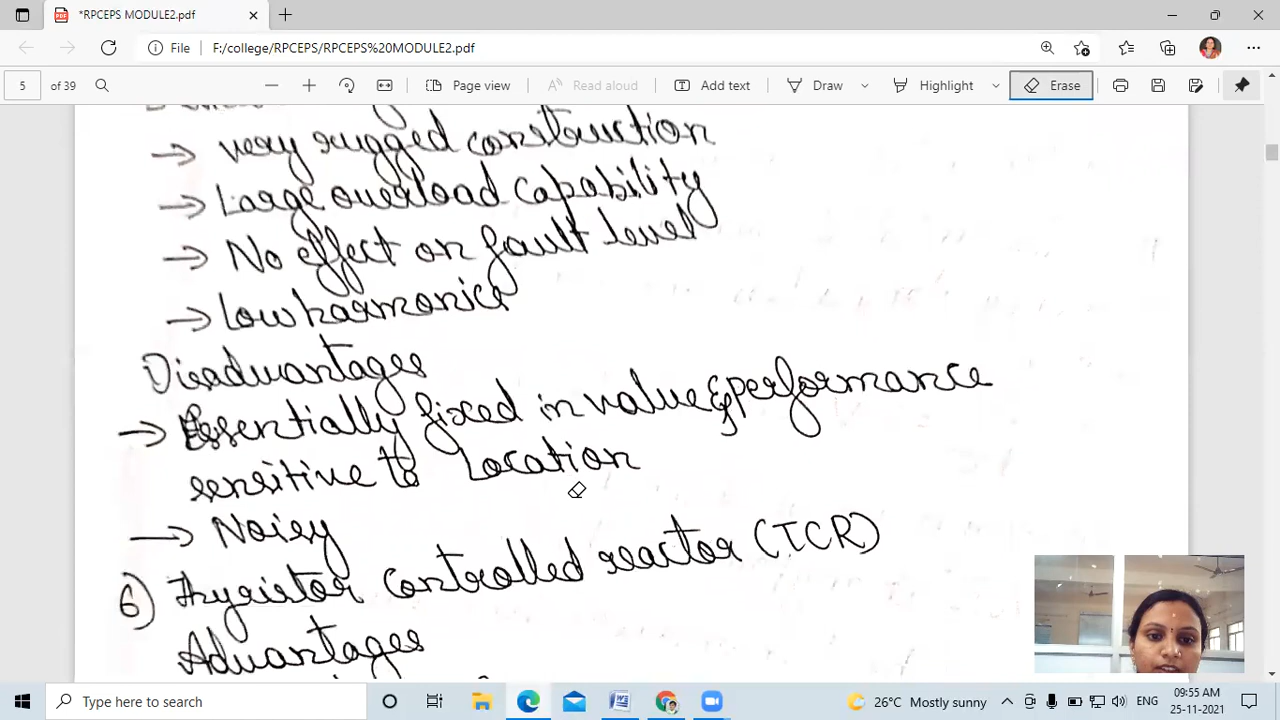 *RPCEPS MODULE2.pdf
File F:/college/RPCEPS/RPCEPS%20MODULE2.pdf
5 of 39 Page view Read aloud Add text Draw Highlight Erase
→ very rugged construction
→ Large overload capability
→ No effect on fault level
→ Low harmonics
Disadvantages
→ Essentially fixed in value & performance
sensitive to Location
→ Noisy
6) Thyristor controlled reactor (TCR)
Advantages
Type here to search
26°C Mostly sunny
ENG
09:55 AM
25-11-2021